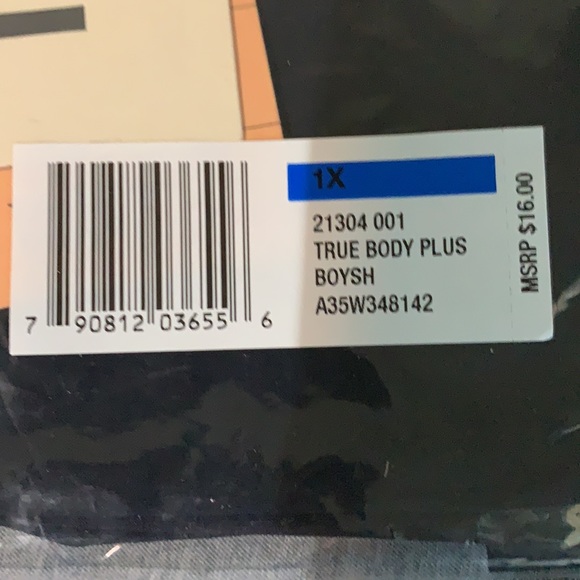 1X
21304 001
TRUE BODY PLUS
BOYSH
A35W348142
MSRP $16.00
7 90812 03655 6